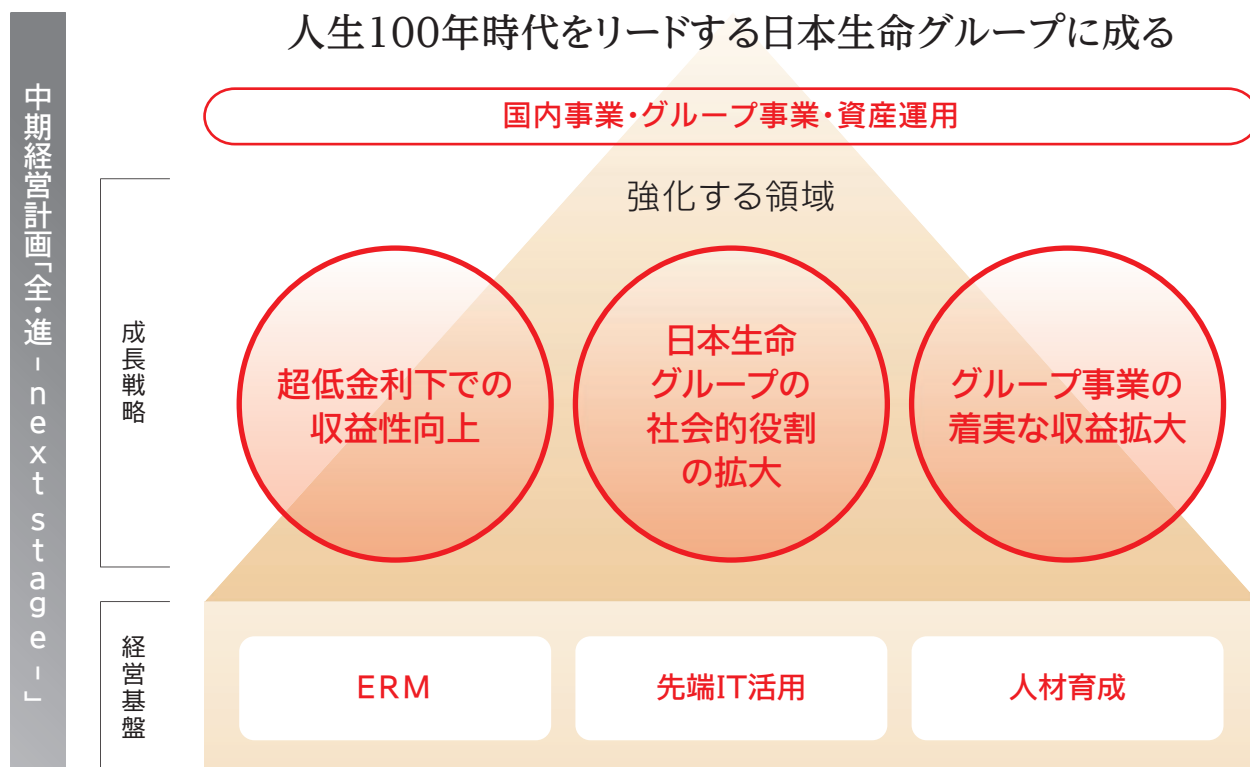 人生100年時代をリードする日本生命グループに成る
中期経営計画「全・進 -next stage-」
国内事業・グループ事業・資産運用
成長戦略
強化する領域
超低金利下での
収益性向上
日本生命
グループの
社会的役割
の拡大
グループ事業の
着実な収益拡大
経営基盤
ERM
先端IT活用
人材育成